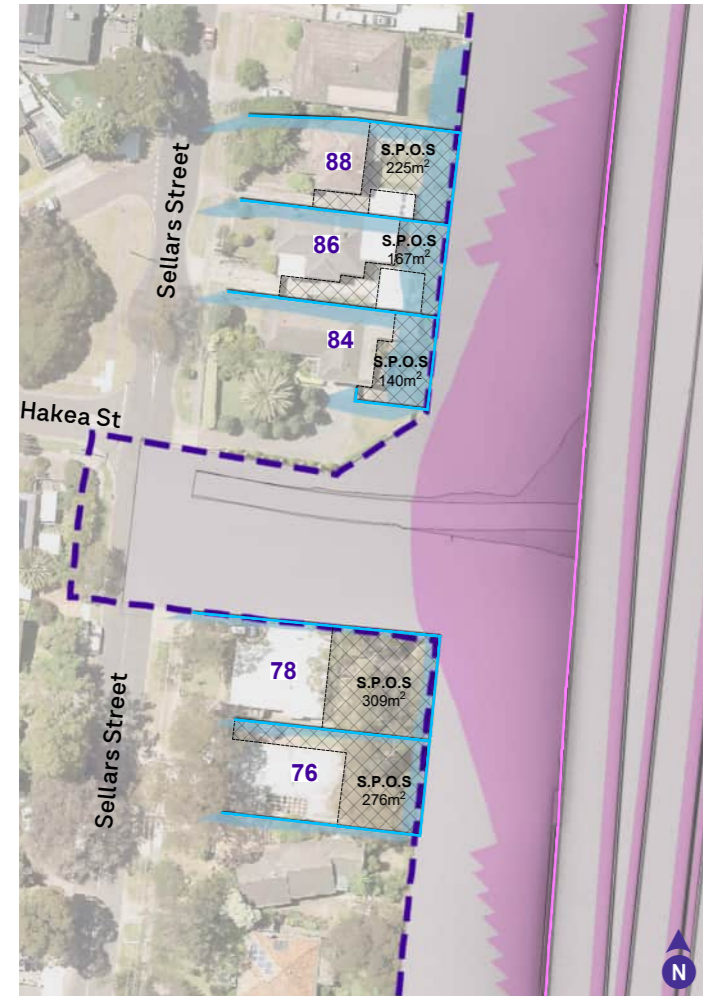 88
S.P.O.S
225m²
Sellars Street
86
S.P.O.S
167m²
84
S.P.O.S
140m²
Hakea St
78
S.P.O.S
309m²
Sellars Street
76
S.P.O.S
276m²
N